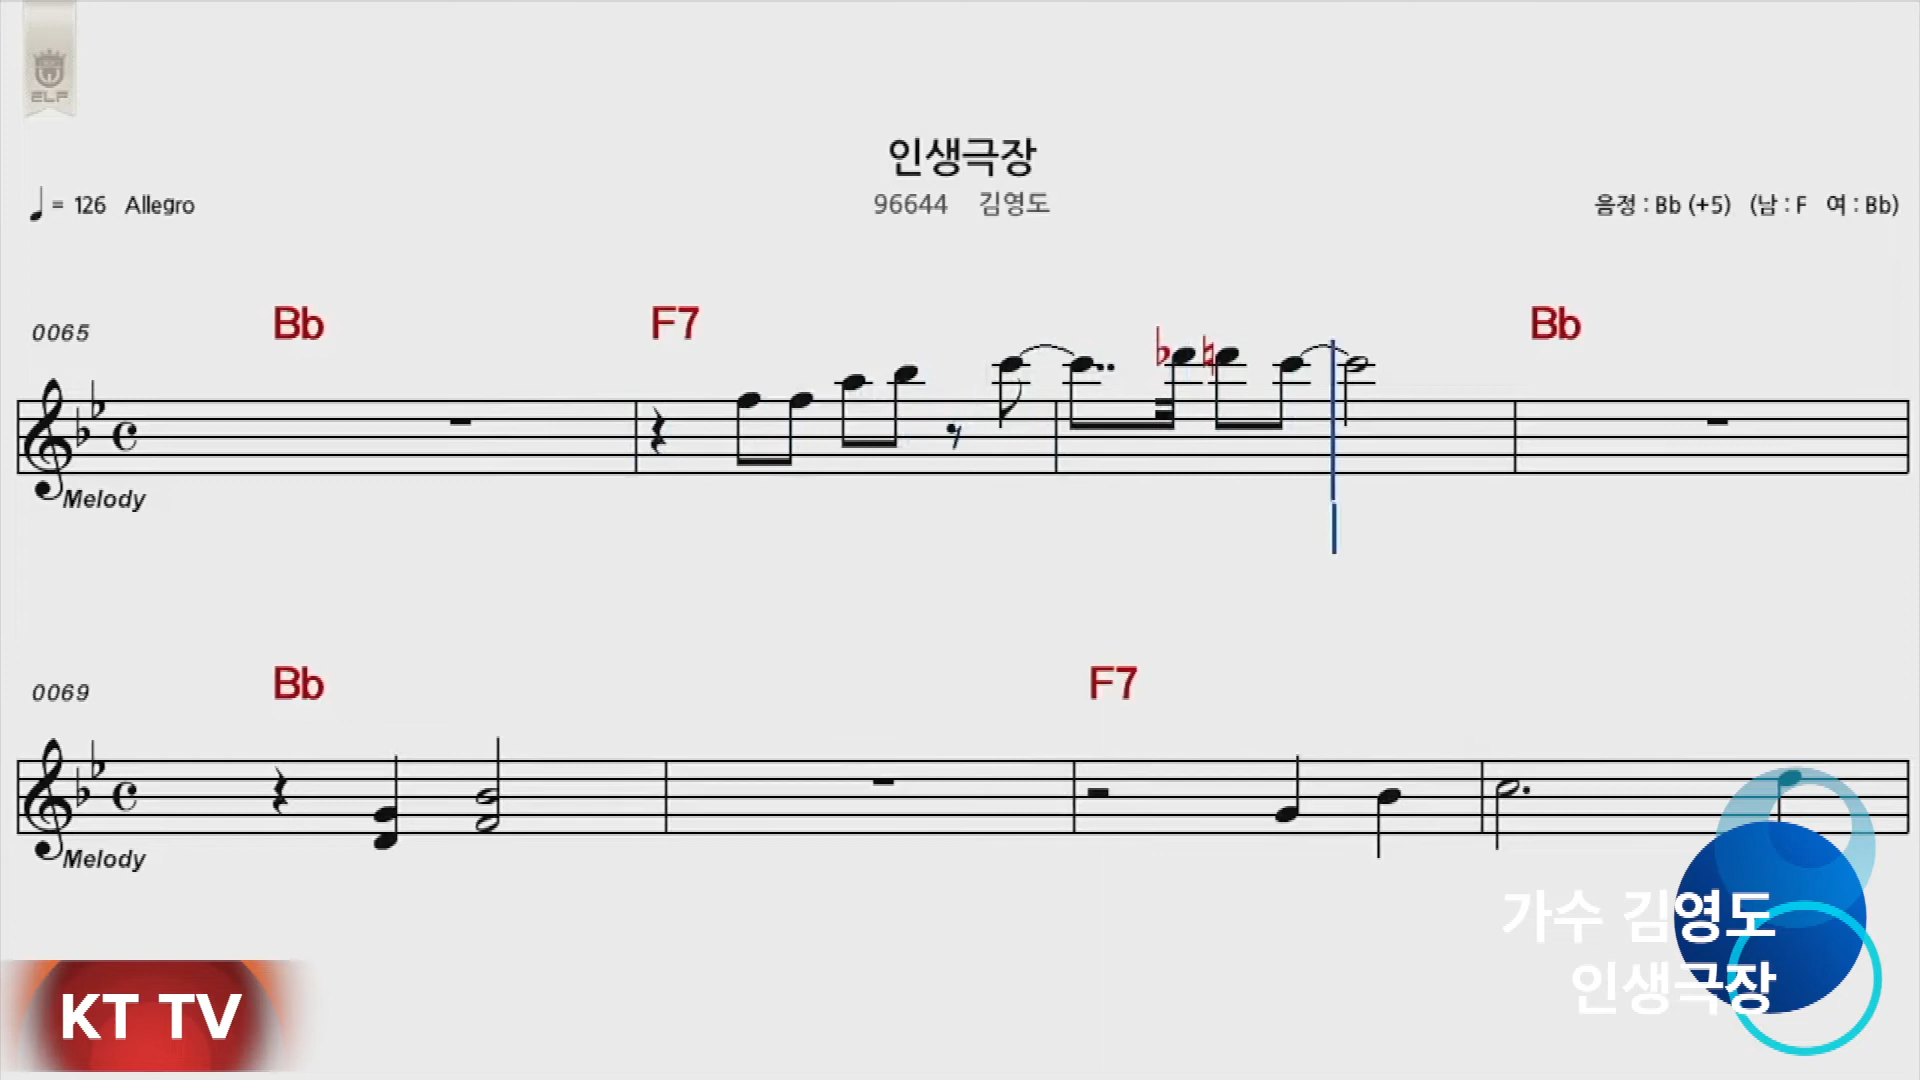 ELF
인생극장
♩ = 126 Allegro
96644 김영도
음정 : Bb (+5) (남 : F 여 : Bb)
0065 Bb F7 Bb
Melody
0069 Bb F7
Melody
가수 김영도
인생극장
KT TV